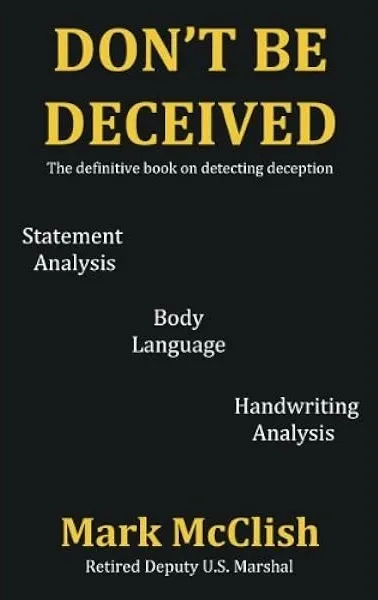 DON'T BE
DECEIVED
The definitive book on detecting deception
Statement
Analysis
Body
Language
Handwriting
Analysis
Mark McClish
Retired Deputy U.S. Marshal